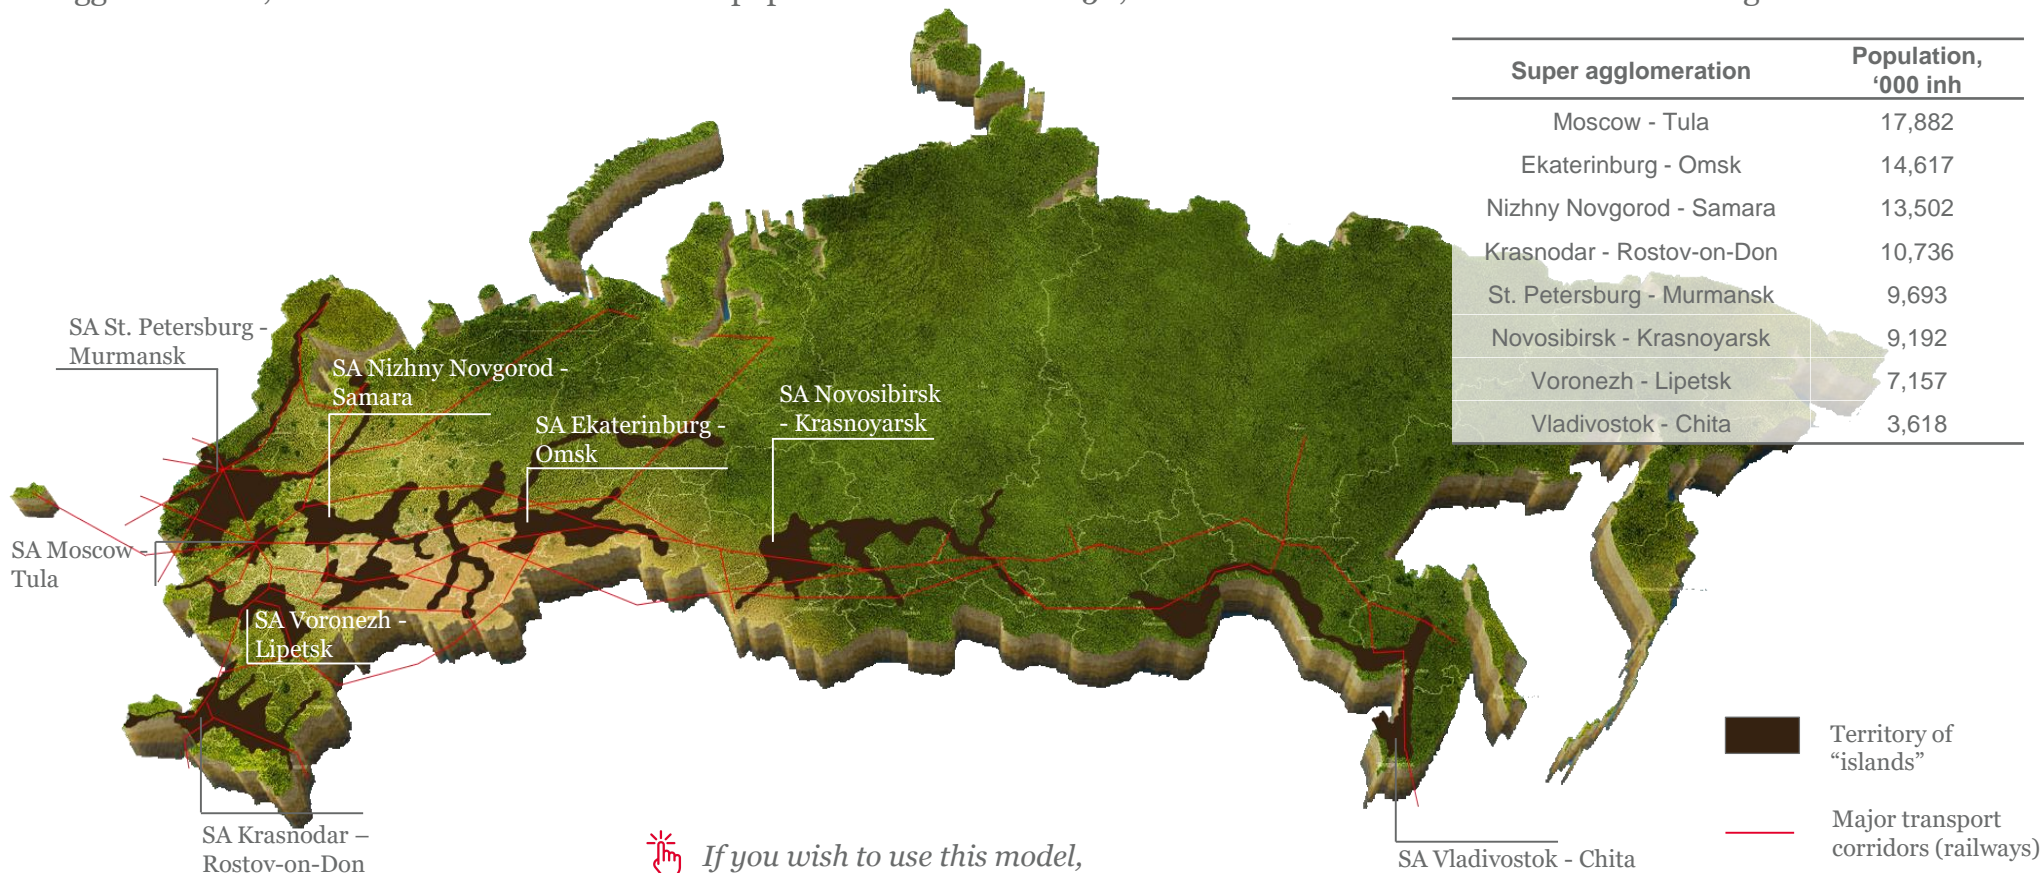 Super agglomeration
Population,
‘000 inh
Moscow - Tula
17,882
Ekaterinburg - Omsk
14,617
Nizhny Novgorod - Samara
13,502
Krasnodar - Rostov-on-Don
10,736
St. Petersburg - Murmansk
9,693
Novosibirsk - Krasnoyarsk
9,192
Voronezh - Lipetsk
7,157
Vladivostok - Chita
3,618
SA St. Petersburg -
Murmansk
SA Nizhny Novgorod -
Samara
SA Ekaterinburg -
Omsk
SA Novosibirsk
- Krasnoyarsk
SA Moscow -
Tula
SA Voronezh -
Lipetsk
SA Krasnodar –
Rostov-on-Don
SA Vladivostok - Chita
Territory of
“islands”
Major transport
corridors (railways)
If you wish to use this model,